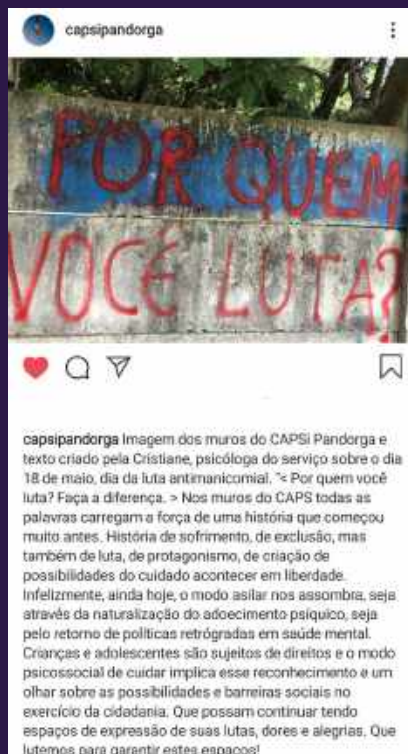 capsipandorga
POR QUEM
VOCÊ LUTA?
capsipandorga Imagem dos muros do CAPSi Pandorga e
texto criado pela Cristiane, psicóloga do serviço sobre o dia
18 de maio, dia da luta antimanicomial. "< Por quem você
luta? Faça a diferença. > Nos muros do CAPS todas as
palavras carregam a força de uma história que começou
muito antes. História de sofrimento, de exclusão, mas
também de luta, de protagonismo, de criação de
possibilidades do cuidado acontecer em liberdade.
Infelizmente, ainda hoje, o modo asilar nos assombra, seja
através da naturalização do adoecimento psíquico, seja
pelo retorno de políticas retrógradas em saúde mental.
Crianças e adolescentes são sujeitos de direitos e o modo
psicossocial de cuidar implica esse reconhecimento e um
olhar sobre as possibilidades e barreiras sociais no
exercício da cidadania. Que possam continuar tendo
espaços de expressão de suas lutas, dores e alegrias. Que
lutemos para garantir estes espaços!